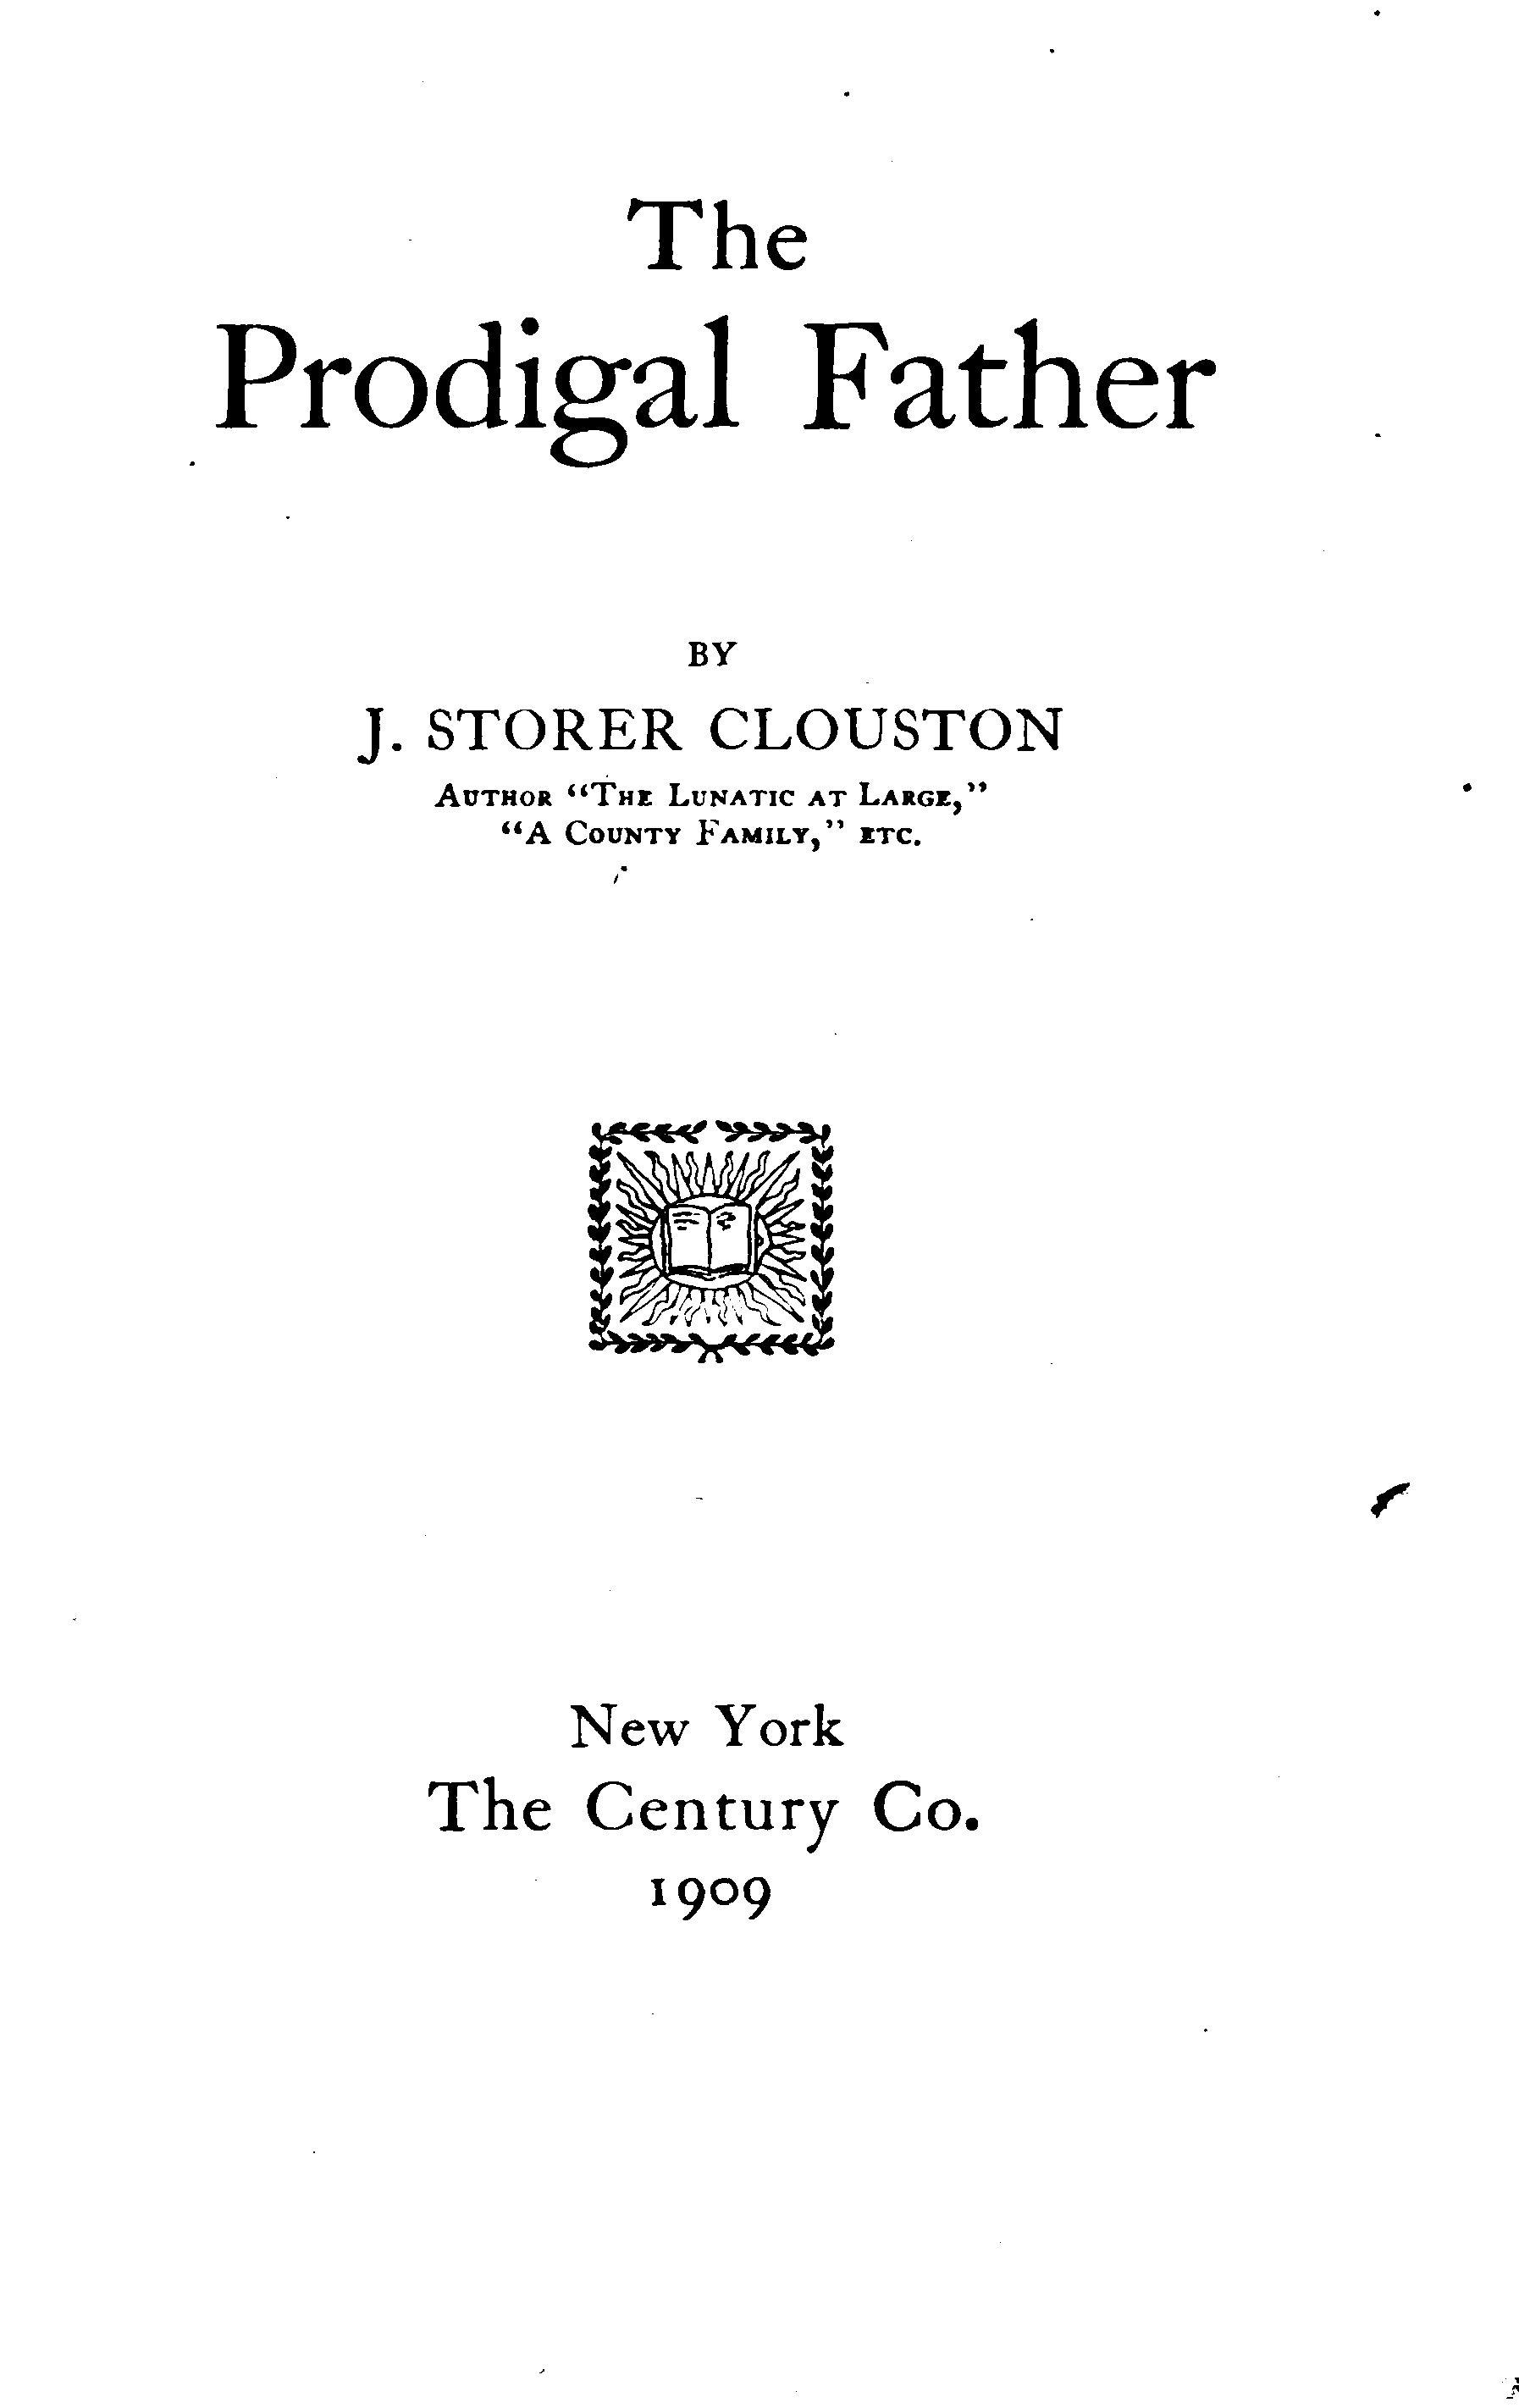 The
Prodigal Father
BY
J. STORER CLOUSTON
AUTHOR “THE LUNATIC AT LARGE,”
“A COUNTY FAMILY,” ETC.
New York
The Century Co.
1909